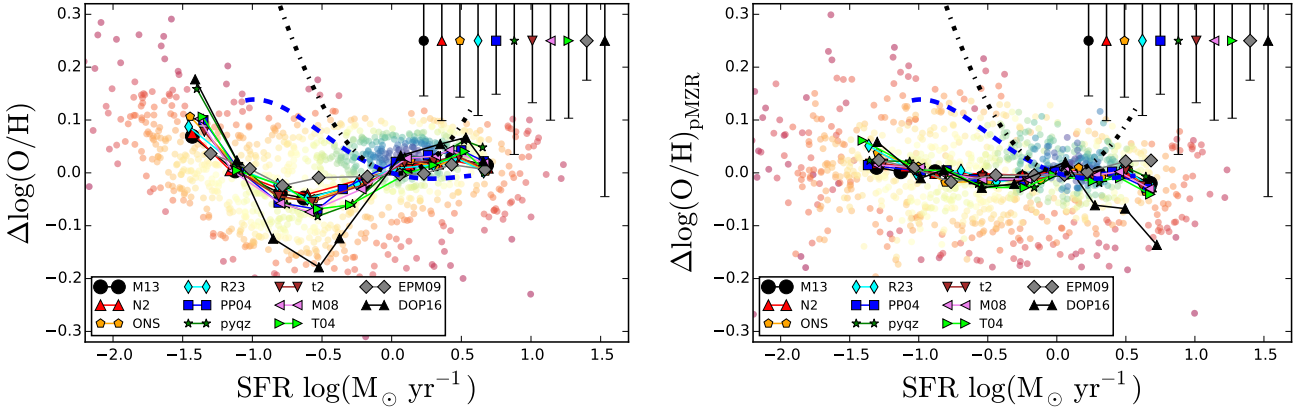 0.3
0.2
0.1
0.0
−0.1
−0.2
−0.3
Δlog(O/H)
M13
N2
ONS
R23
PP04
pyqz
t2
M08
T04
EPM09
DOP16
−2.0 −1.5 −1.0 −0.5 0.0 0.5 1.0 1.5
SFR log(M⊙ yr⁻¹)
0.3
0.2
0.1
0.0
−0.1
−0.2
−0.3
Δlog(O/H)pMZR
M13
N2
ONS
R23
PP04
pyqz
t2
M08
T04
EPM09
DOP16
−2.0 −1.5 −1.0 −0.5 0.0 0.5 1.0 1.5
SFR log(M⊙ yr⁻¹)